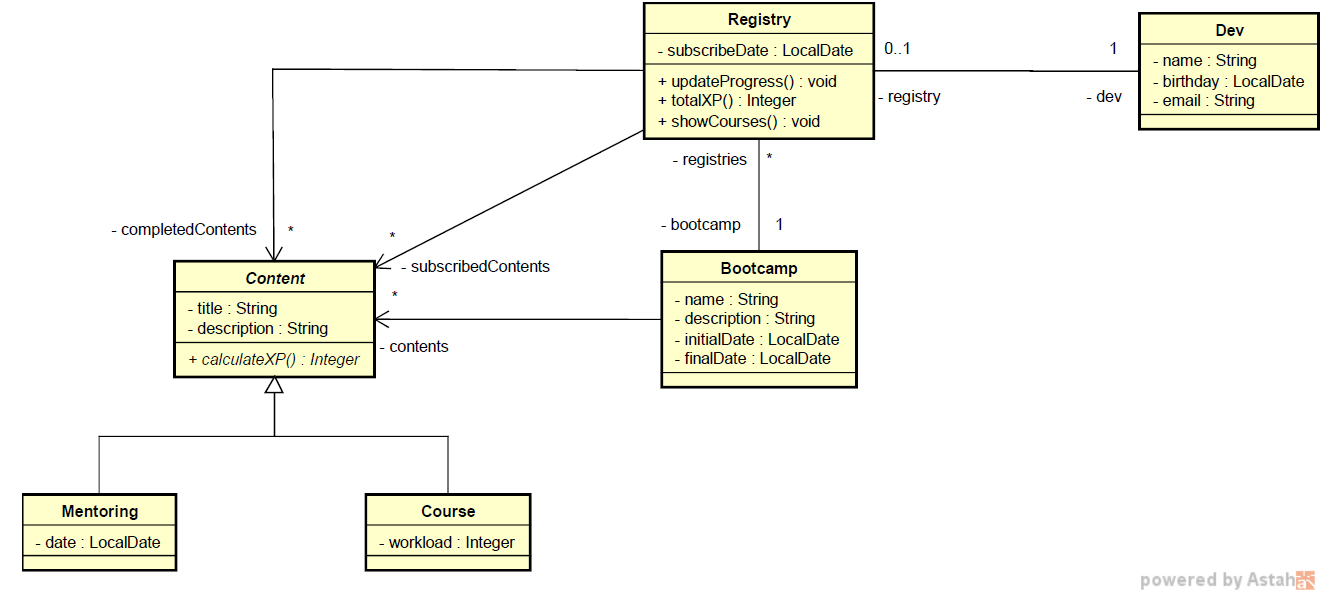 Registry
- subscribeDate : LocalDate
+ updateProgress() : void
+ totalXP() : Integer
+ showCourses() : void
0..1
1
- registry
- dev
Dev
- name : String
- birthday : LocalDate
- email : String
- registries
*
- bootcamp
1
- completedContents
*
*
- subscribedContents
*
- contents
Content
- title : String
- description : String
+ calculateXP() : Integer
Bootcamp
- name : String
- description : String
- initialDate : LocalDate
- finalDate : LocalDate
Mentoring
- date : LocalDate
Course
- workload : Integer
powered by Astah